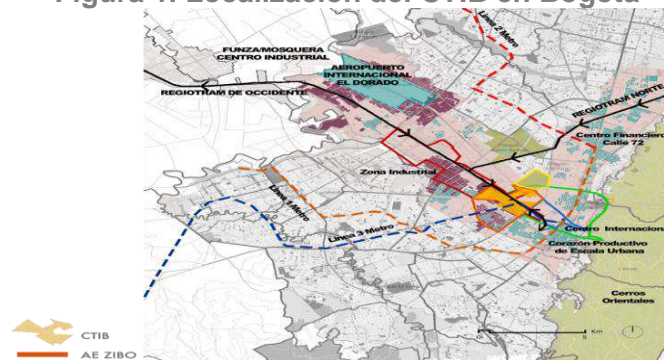 Figura 1. Localización del CTIB en Bogotá
Línea 2 Metro
FUNZA/MOSQUERA
CENTRO INDUSTRIAL
AEROPUERTO
INTERNACIONAL
EL DORADO
REGIOTRAM DE OCCIDENTE
REGIOTRAM NORTE
Centro Financiero
Calle 72
Zona Industrial
Línea 1 Metro
Línea 3 Metro
Centro Internacional
Corazón Productivo
de Escala Urbana
Cerros
Orientales
0
5
Km
CTIB
AE ZIBO